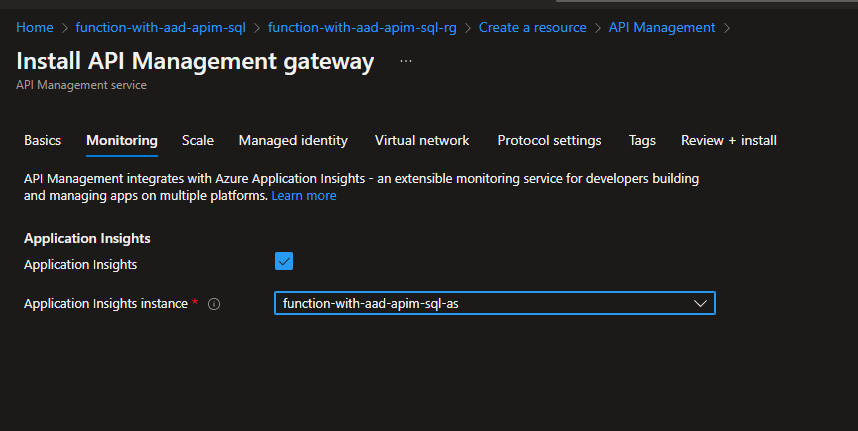 Home > function-with-aad-apim-sql > function-with-aad-apim-sql-rg > Create a resource > API Management >
Install API Management gateway ...
API Management service
Basics Monitoring Scale Managed identity Virtual network Protocol settings Tags Review + install
API Management integrates with Azure Application Insights - an extensible monitoring service for developers building
and managing apps on multiple platforms. Learn more
Application Insights
Application Insights
Application Insights instance * function-with-aad-apim-sql-as